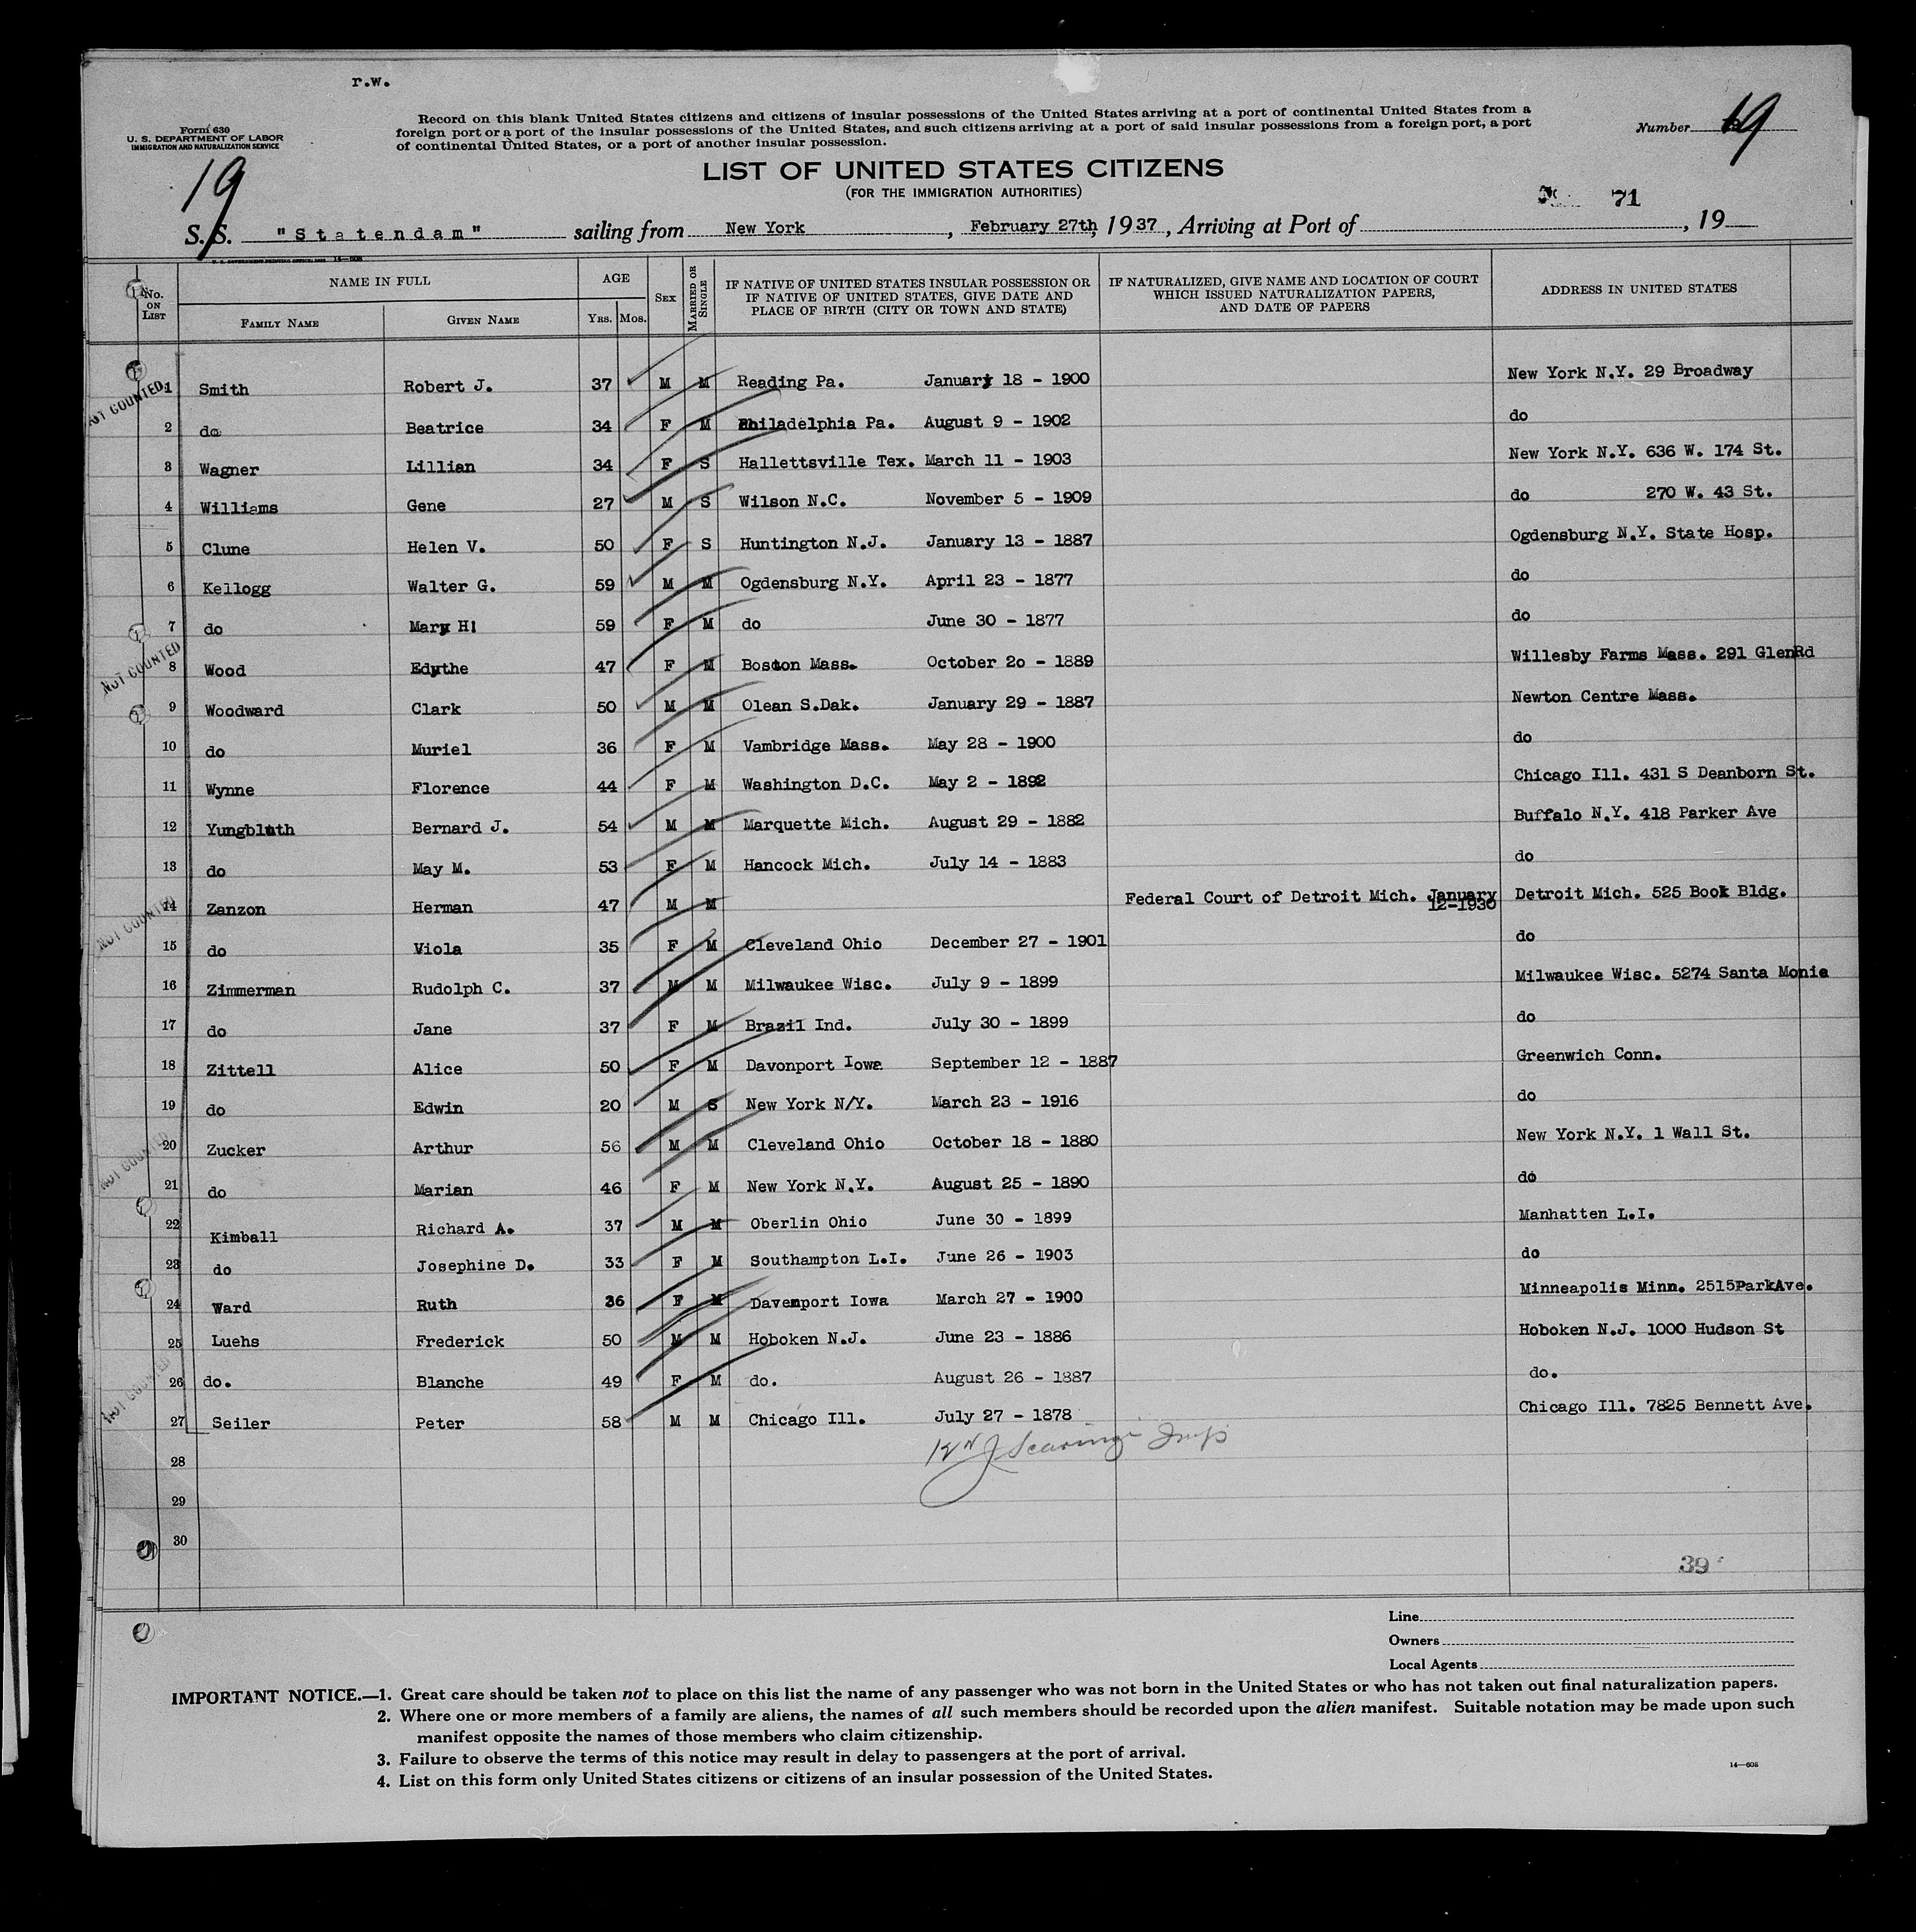 r.w.
Form 630
U. S. DEPARTMENT OF LABOR
IMMIGRATION AND NATURALIZATION SERVICE
Record on this blank United States citizens and citizens of insular possessions of the United States arriving at a port of continental United States from a
foreign port or a port of the insular possessions of the United States, and such citizens arriving at a port of said insular possessions from a foreign port, a port
of continental United States, or a port of another insular possession.
Number 19
19
LIST OF UNITED STATES CITIZENS
(FOR THE IMMIGRATION AUTHORITIES)
71
S. S. "Statendam" sailing from New York, February 27th, 1937, Arriving at Port of , 19
No. ON LIST NAME IN FULL AGE SEX MARRIED OR SINGLE IF NATIVE OF UNITED STATES INSULAR POSSESSION OR IF NATIVE OF UNITED STATES, GIVE DATE AND PLACE OF BIRTH (CITY OR TOWN AND STATE) IF NATURALIZED, GIVE NAME AND LOCATION OF COURT WHICH ISSUED NATURALIZATION PAPERS, AND DATE OF PAPERS ADDRESS IN UNITED STATES
FAMILY NAME GIVEN NAME YRS. MOS.
NOT COUNTED
1 Smith Robert J. 37 M M Reading Pa. January 18 - 1900 New York N.Y. 29 Broadway
2 do Beatrice 34 F M Philadelphia Pa. August 9 - 1902 do
3 Wagner Lillian 34 F S Hallettsville Tex. March 11 - 1903 New York N.Y. 636 W. 174 St.
4 Williams Gene 27 M S Wilson N.C. November 5 - 1909 do 270 W. 43 St.
5 Clune Helen V. 50 F S Huntington N.J. January 13 - 1887 Ogdensburg N.Y. State Hosp.
6 Kellogg Walter G. 59 M M Ogdensburg N.Y. April 23 - 1877 do
7 do Mary H1 59 F M do June 30 - 1877 do
NOT COUNTED
8 Wood Edythe 47 F M Boston Mass. October 2o - 1889 Willesby Farms Mass. 291 GlenRd
9 Woodward Clark 50 M M Olean S.Dak. January 29 - 1887 Newton Centre Mass.
10 do Muriel 36 F M Vambridge Mass. May 28 - 1900 do
11 Wynne Florence 44 F M Washington D.C. May 2 - 1892 Chicago Ill. 431 S Deanborn St.
12 Yungbluth Bernard J. 54 M M Marquette Mich. August 29 - 1882 Buffalo N.Y. 418 Parker Ave
13 do May M. 53 F M Hancock Mich. July 14 - 1883 do
NOT COUNTED
14 Zanzon Herman 47 M M Federal Court of Detroit Mich. January 12-1930 Detroit Mich. 525 Book Bldg.
15 do Viola 35 F M Cleveland Ohio December 27 - 1901 do
16 Zimmerman Rudolph C. 37 M M Milwaukee Wisc. July 9 - 1899 Milwaukee Wisc. 5274 Santa Monia
17 do Jane 37 F M Brazil Ind. July 30 - 1899 do
18 Zittell Alice 50 F M Davonport Iowa September 12 - 1887 Greenwich Conn.
19 do Edwin 20 M S New York N/Y. March 23 - 1916 do
NOT COUNTED
20 Zucker Arthur 56 M M Cleveland Ohio October 18 - 1880 New York N.Y. 1 Wall St.
21 do Marian 46 F M New York N.Y. August 25 - 1890 do
22 Kimball Richard A. 37 M M Oberlin Ohio June 30 - 1899 Manhatten L.I.
23 do Josephine D. 33 F M Southampton L.I. June 26 - 1903 do
24 Ward Ruth 36 F M Davenport Iowa March 27 - 1900 Minneapolis Minn. 2515ParkAve.
25 Luehs Frederick 50 M M Hoboken N.J. June 23 - 1886 Hoboken N.J. 1000 Hudson St
26 do. Blanche 49 F M do. August 26 - 1887 do.
NOT COUNTED
27 Seiler Peter 58 M M Chicago Ill. July 27 - 1878 Chicago Ill. 7825 Bennett Ave.
28
29
30
39
Line
Owners
Local Agents
IMPORTANT NOTICE.—1. Great care should be taken not to place on this list the name of any passenger who was not born in the United States or who has not taken out final naturalization papers.
2. Where one or more members of a family are aliens, the names of all such members should be recorded upon the alien manifest. Suitable notation may be made upon such
manifest opposite the names of those members who claim citizenship.
3. Failure to observe the terms of this notice may result in delay to passengers at the port of arrival.
4. List on this form only United States citizens or citizens of an insular possession of the United States.
14—608